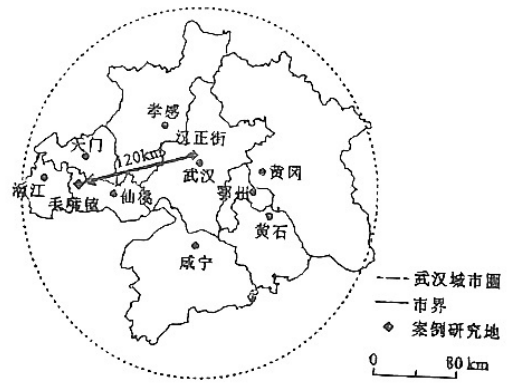 孝感
汉正街
天门
120km
武汉
黄冈
潜江
毛嘴镇
仙桃
鄂州
黄石
咸宁
武汉城市圈
市界
案例研究地
0 80 km